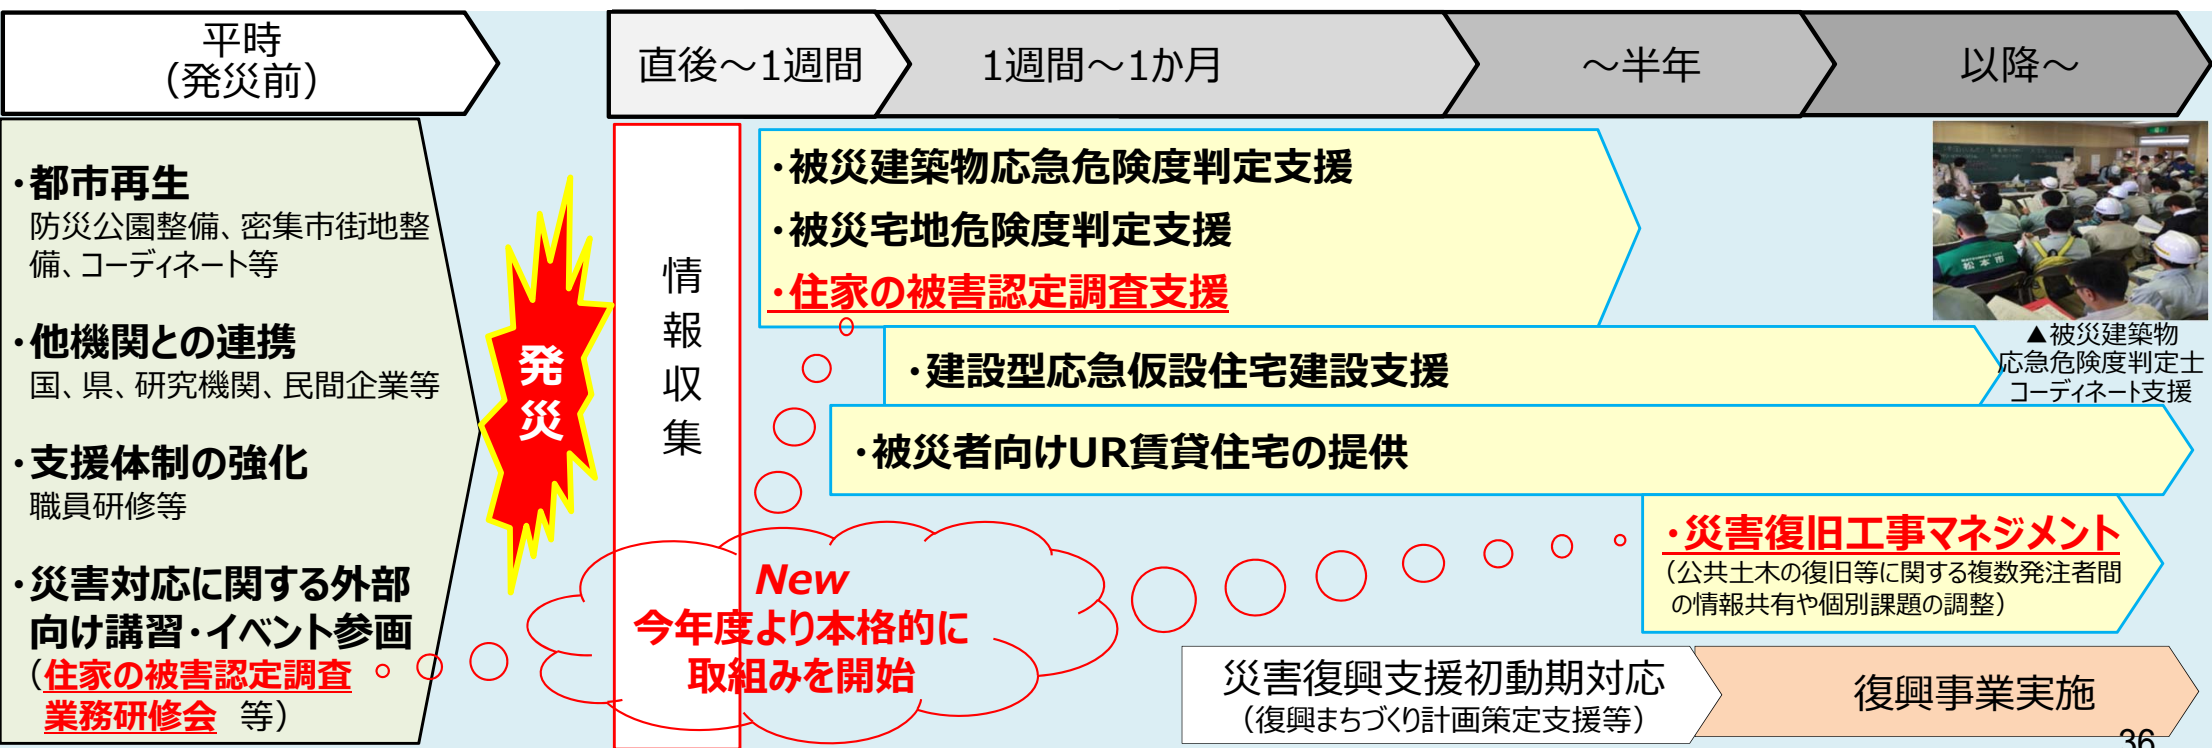 平時
（発災前）
直後～1週間
1週間～1か月
～半年
以降～
・都市再生
防災公園整備、密集市街地整
備、コーディネート等
・他機関との連携
国、県、研究機関、民間企業等
・支援体制の強化
職員研修等
・災害対応に関する外部
向け講習・イベント参画
（住家の被害認定調査
業務研修会　等）
発
災
情
報
収
集
・被災建築物応急危険度判定支援
・被災宅地危険度判定支援
・住家の被害認定調査支援
・建設型応急仮設住宅建設支援
・被災者向けUR賃貸住宅の提供
・災害復旧工事マネジメント
（公共土木の復旧等に関する複数発注者間
の情報共有や個別課題の調整）
New
今年度より本格的に
取組みを開始
災害復興支援初動期対応
（復興まちづくり計画策定支援等）
復興事業実施
松本市
▲被災建築物
応急危険度判定士
コーディネート支援
36